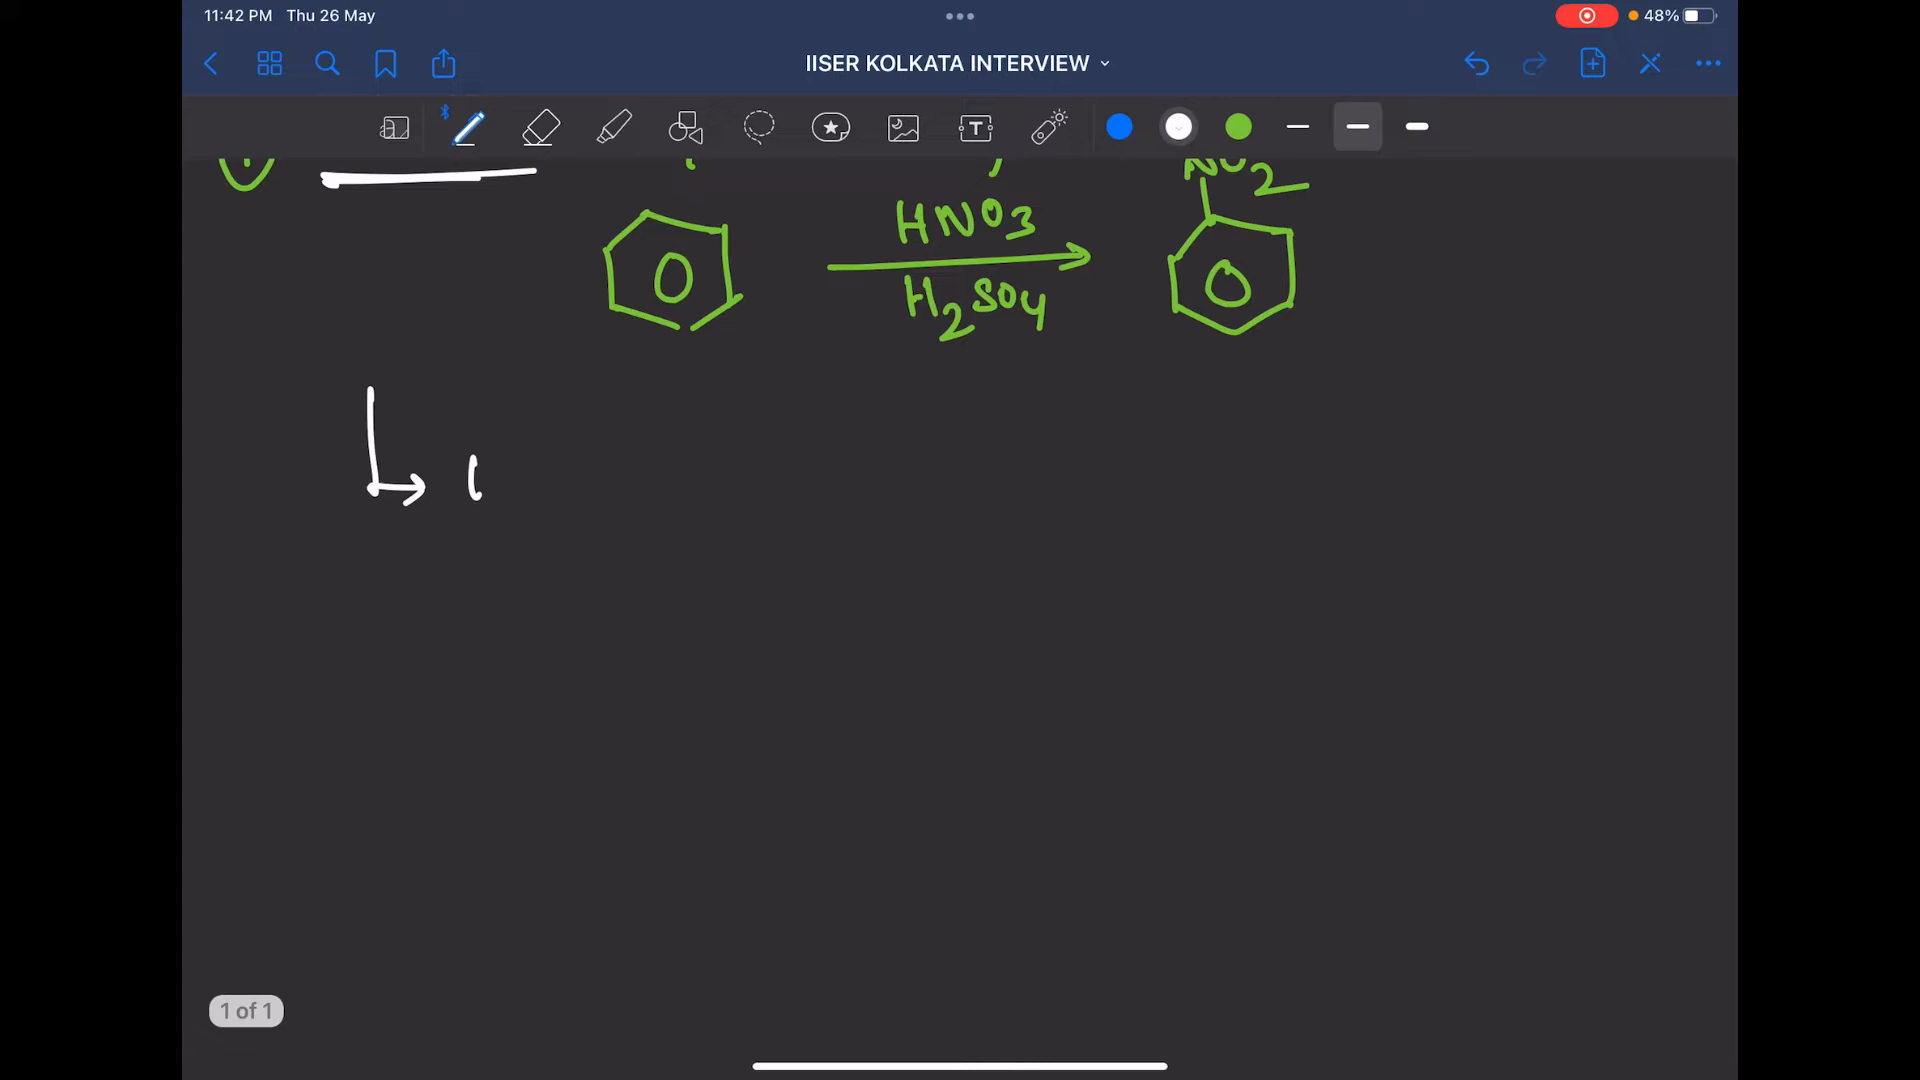 11:42 PM Thu 26 May
48%
IISER KOLKATA INTERVIEW
T
NO2
HNO3
H2SO4
1 of 1